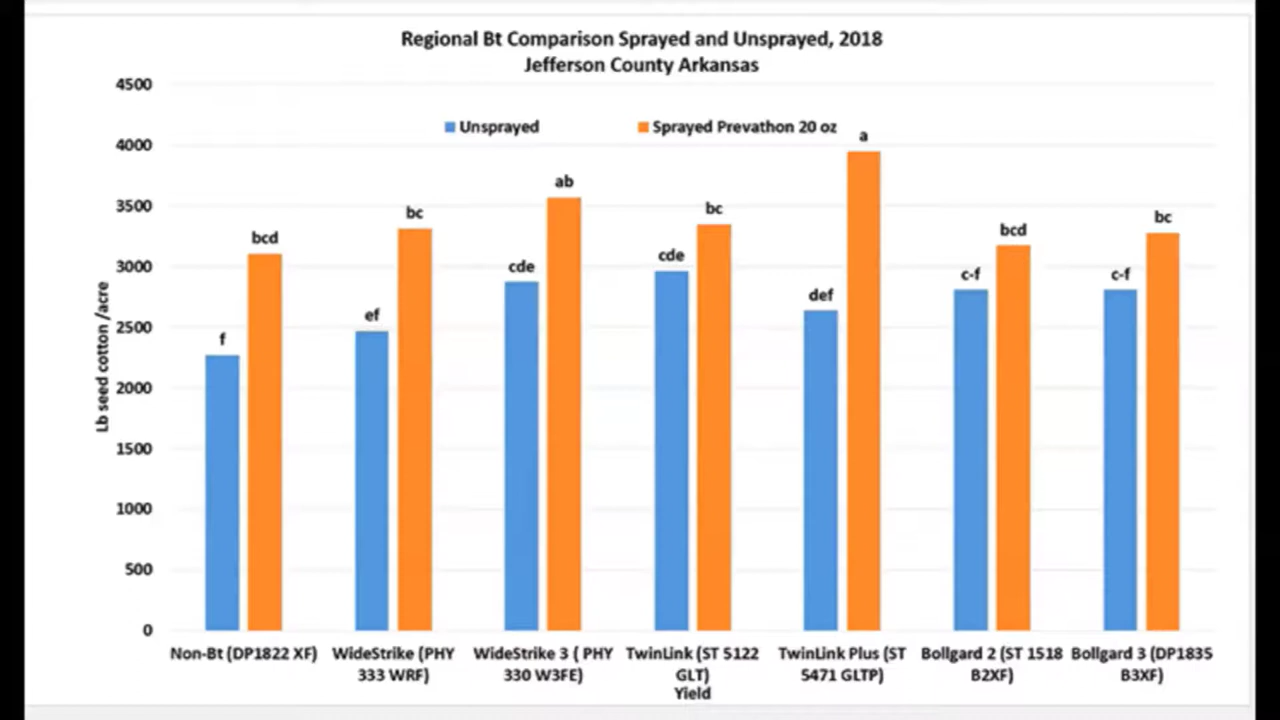 Regional Bt Comparison Sprayed and Unsprayed, 2018
Jefferson County Arkansas
4500
4000
3500
3000
2500
2000
1500
1000
500
0
Lb seed cotton /acre
Unsprayed
Sprayed Prevathon 20 oz
f
bcd
ef
bc
cde
ab
cde
bc
def
a
c-f
bcd
c-f
bc
Non-Bt (DP1822 XF)
WideStrike (PHY
333 WRF)
WideStrike 3 ( PHY
330 W3FE)
TwinLink (ST 5122
GLT)
TwinLink Plus (ST
5471 GLTP)
Bollgard 2 (ST 1518
B2XF)
Bollgard 3 (DP1835
B3XF)
Yield